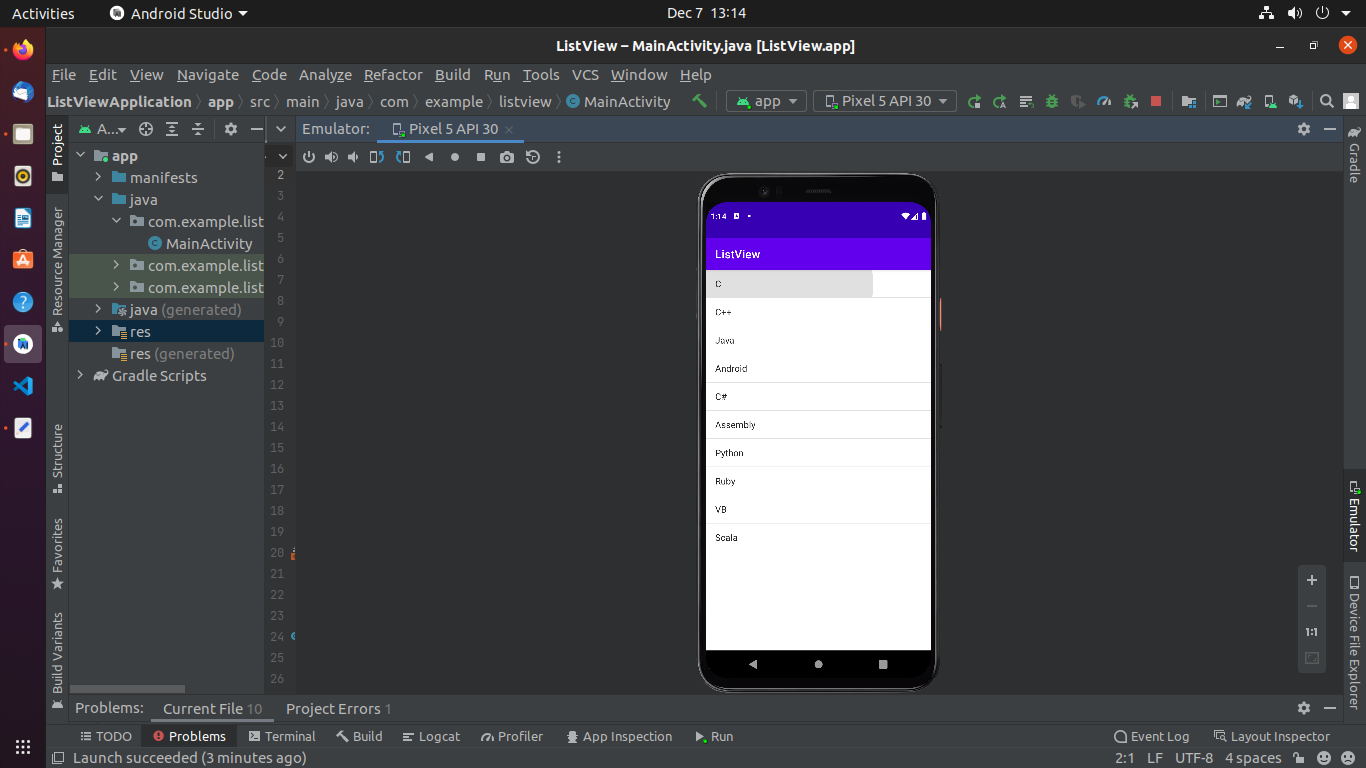 Activities Android Studio Dec 7 13:14
ListView – MainActivity.java [ListView.app]
File Edit View Navigate Code Analyze Refactor Build Run Tools VCS Window Help
ListViewApplication app src main java com example listview MainActivity app Pixel 5 API 30
Project
A... Emulator: Pixel 5 API 30
app
manifests
java
com.example.list
MainActivity
com.example.list
com.example.list
java (generated)
res
res (generated)
Gradle Scripts
Resource Manager
Structure
Favorites
Build Variants
2
3
4
5
6
7
8
9
10
11
12
13
14
15
16
17
18
19
20
21
22
23
24
25
26
1:14
ListView
C
C++
Java
Android
C#
Assembly
Python
Ruby
VB
Scala
Gradle
Emulator
Device File Explorer
1:1
Problems: Current File 10 Project Errors 1
TODO Problems Terminal Build Logcat Profiler App Inspection Run Event Log Layout Inspector
Launch succeeded (3 minutes ago) 2:1 LF UTF-8 4 spaces